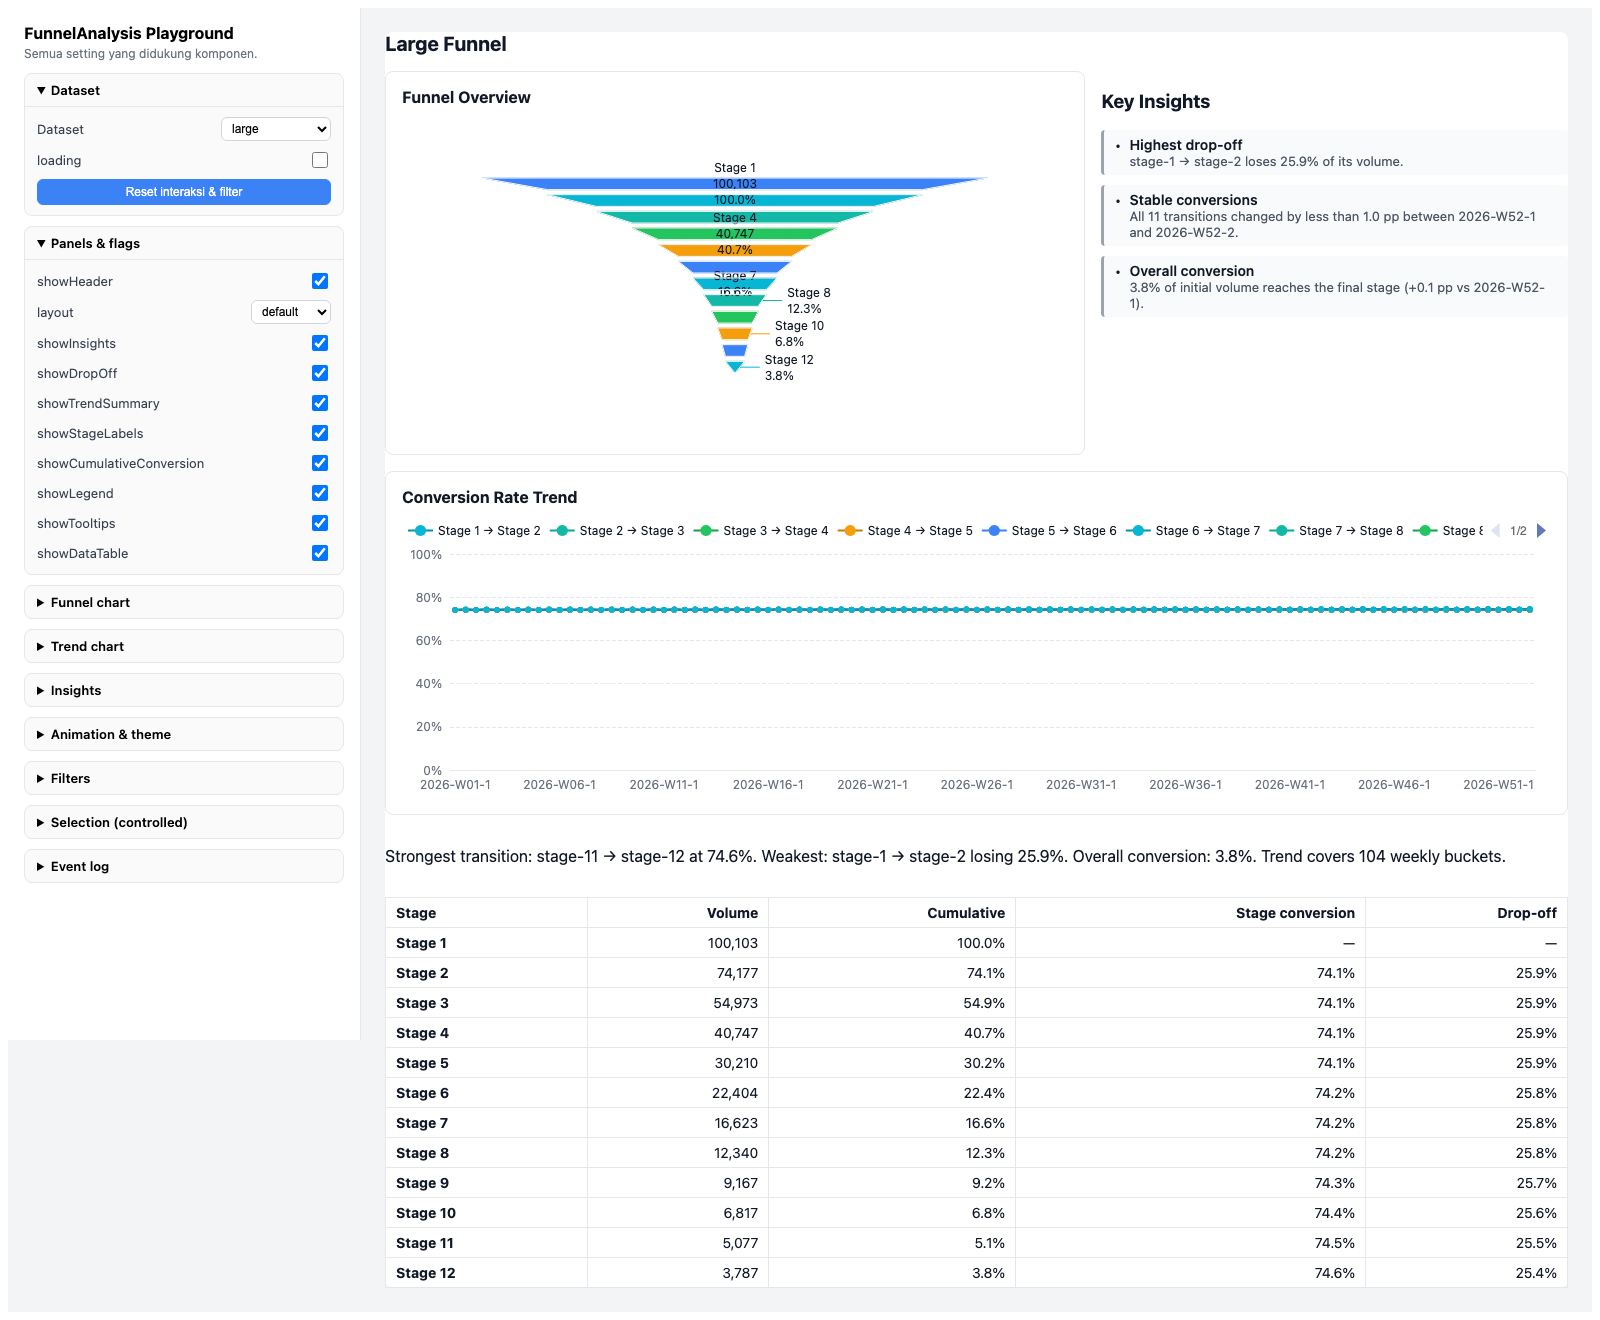 FunnelAnalysis Playground
Semua setting yang didukung komponen.
▼ Dataset
Dataset large
loading
Reset interaksi & filter
▼ Panels & flags
showHeader
layout default
showInsights
showDropOff
showTrendSummary
showStageLabels
showCumulativeConversion
showLegend
showTooltips
showDataTable
▶ Funnel chart
▶ Trend chart
▶ Insights
▶ Animation & theme
▶ Filters
▶ Selection (controlled)
▶ Event log
Large Funnel
Funnel Overview
Stage 1
100,103
100.0%
Stage 4
40,747
40.7%
Stage 7
16.6%
Stage 8
12.3%
Stage 10
6.8%
Stage 12
3.8%
Key Insights
• Highest drop-off
stage-1 → stage-2 loses 25.9% of its volume.
• Stable conversions
All 11 transitions changed by less than 1.0 pp between 2026-W52-1
and 2026-W52-2.
• Overall conversion
3.8% of initial volume reaches the final stage (+0.1 pp vs 2026-W52-
1).
Conversion Rate Trend
Stage 1 → Stage 2 Stage 2 → Stage 3 Stage 3 → Stage 4 Stage 4 → Stage 5 Stage 5 → Stage 6 Stage 6 → Stage 7 Stage 7 → Stage 8 Stage 8 1/2
100%
80%
60%
40%
20%
0%
2026-W01-1 2026-W06-1 2026-W11-1 2026-W16-1 2026-W21-1 2026-W26-1 2026-W31-1 2026-W36-1 2026-W41-1 2026-W46-1 2026-W51-1
Strongest transition: stage-11 → stage-12 at 74.6%. Weakest: stage-1 → stage-2 losing 25.9%. Overall conversion: 3.8%. Trend covers 104 weekly buckets.
Stage Volume Cumulative Stage conversion Drop-off
Stage 1 100,103 100.0% — —
Stage 2 74,177 74.1% 74.1% 25.9%
Stage 3 54,973 54.9% 74.1% 25.9%
Stage 4 40,747 40.7% 74.1% 25.9%
Stage 5 30,210 30.2% 74.1% 25.9%
Stage 6 22,404 22.4% 74.2% 25.8%
Stage 7 16,623 16.6% 74.2% 25.8%
Stage 8 12,340 12.3% 74.2% 25.8%
Stage 9 9,167 9.2% 74.3% 25.7%
Stage 10 6,817 6.8% 74.4% 25.6%
Stage 11 5,077 5.1% 74.5% 25.5%
Stage 12 3,787 3.8% 74.6% 25.4%